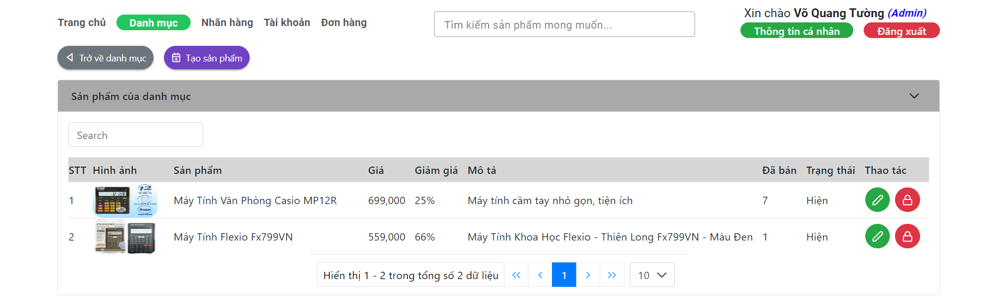 Trang chủ Danh mục Nhãn hàng Tài khoản Đơn hàng
Tìm kiếm sản phẩm mong muốn...
Xin chào Võ Quang Tường (Admin)
Thông tin cá nhân Đăng xuất
Trở về danh mục Tạo sản phẩm
Sản phẩm của danh mục
Search
STT Hình ảnh Sản phẩm Giá Giảm giá Mô tả Đã bán Trạng thái Thao tác
12
1 Máy Tính Văn Phòng Casio MP12R 699,000 25% Máy tính cầm tay nhỏ gọn, tiện ích 7 Hiện
2 Máy Tính Flexio Fx799VN 559,000 66% Máy Tính Khoa Học Flexio - Thiên Long Fx799VN - Màu Đen 1 Hiện
Hiển thị 1 - 2 trong tổng số 2 dữ liệu 1 10